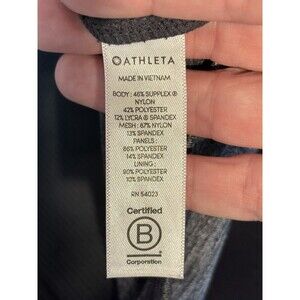 ATHLETA
MADE IN VIETNAM
BODY : 46% SUPPLEX ®
NYLON
42% POLYESTER
12% LYCRA ® SPANDEX
MESH : 87% NYLON
13% SPANDEX
PANELS :
86% POLYESTER
14% SPANDEX
LINING :
90% POLYESTER
10% SPANDEX
RN 54023
Certified
B
Corporation